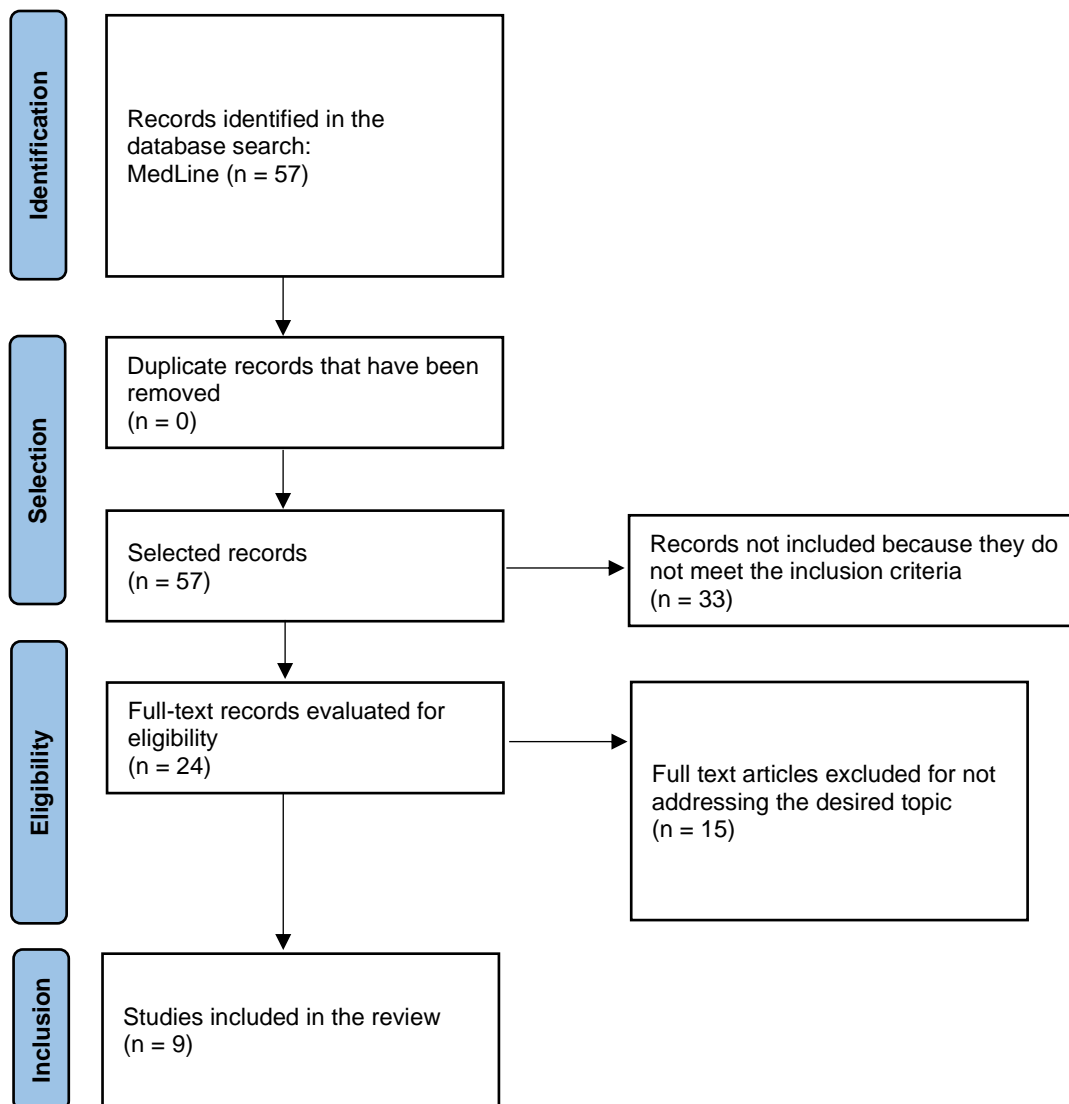 Identification
Records identified in the
database search:
MedLine (n = 57)
Selection
Duplicate records that have been
removed
(n = 0)
Selected records
(n = 57)
Records not included because they do
not meet the inclusion criteria
(n = 33)
Eligibility
Full-text records evaluated for
eligibility
(n = 24)
Full text articles excluded for not
addressing the desired topic
(n = 15)
Inclusion
Studies included in the review
(n = 9)